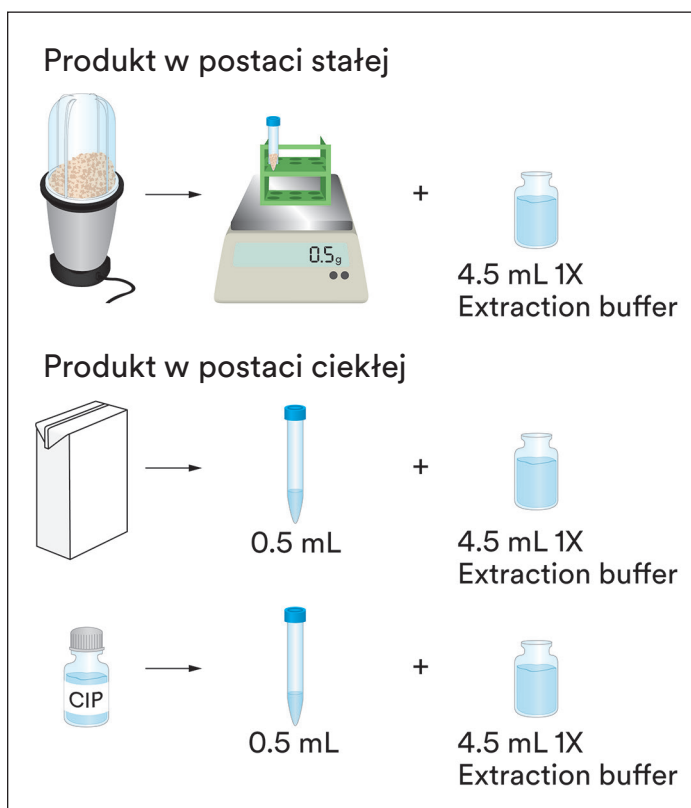 Produkt w postaci stałej
0.5g
+
4.5 mL 1X
Extraction buffer
Produkt w postaci ciekłej
+
0.5 mL
4.5 mL 1X
Extraction buffer
CIP
+
0.5 mL
4.5 mL 1X
Extraction buffer